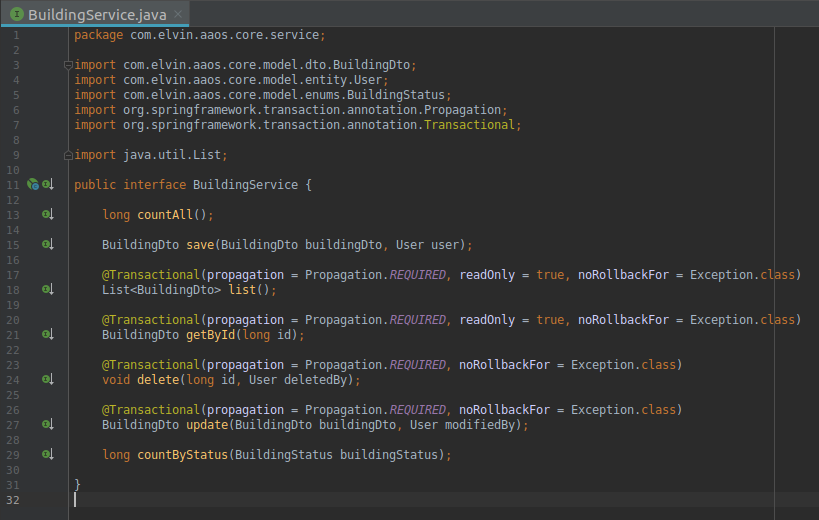 BuildingService.java
1 package com.elvin.aaos.core.service;
2
3 import com.elvin.aaos.core.model.dto.BuildingDto;
4 import com.elvin.aaos.core.model.entity.User;
5 import com.elvin.aaos.core.model.enums.BuildingStatus;
6 import org.springframework.transaction.annotation.Propagation;
7 import org.springframework.transaction.annotation.Transactional;
8
9 import java.util.List;
10
11 public interface BuildingService {
12
13 long countAll();
14
15 BuildingDto save(BuildingDto buildingDto, User user);
16
17 @Transactional(propagation = Propagation.REQUIRED, readOnly = true, noRollbackFor = Exception.class)
18 List<BuildingDto> list();
19
20 @Transactional(propagation = Propagation.REQUIRED, readOnly = true, noRollbackFor = Exception.class)
21 BuildingDto getById(long id);
22
23 @Transactional(propagation = Propagation.REQUIRED, noRollbackFor = Exception.class)
24 void delete(long id, User deletedBy);
25
26 @Transactional(propagation = Propagation.REQUIRED, noRollbackFor = Exception.class)
27 BuildingDto update(BuildingDto buildingDto, User modifiedBy);
28
29 long countByStatus(BuildingStatus buildingStatus);
30
31 }
32